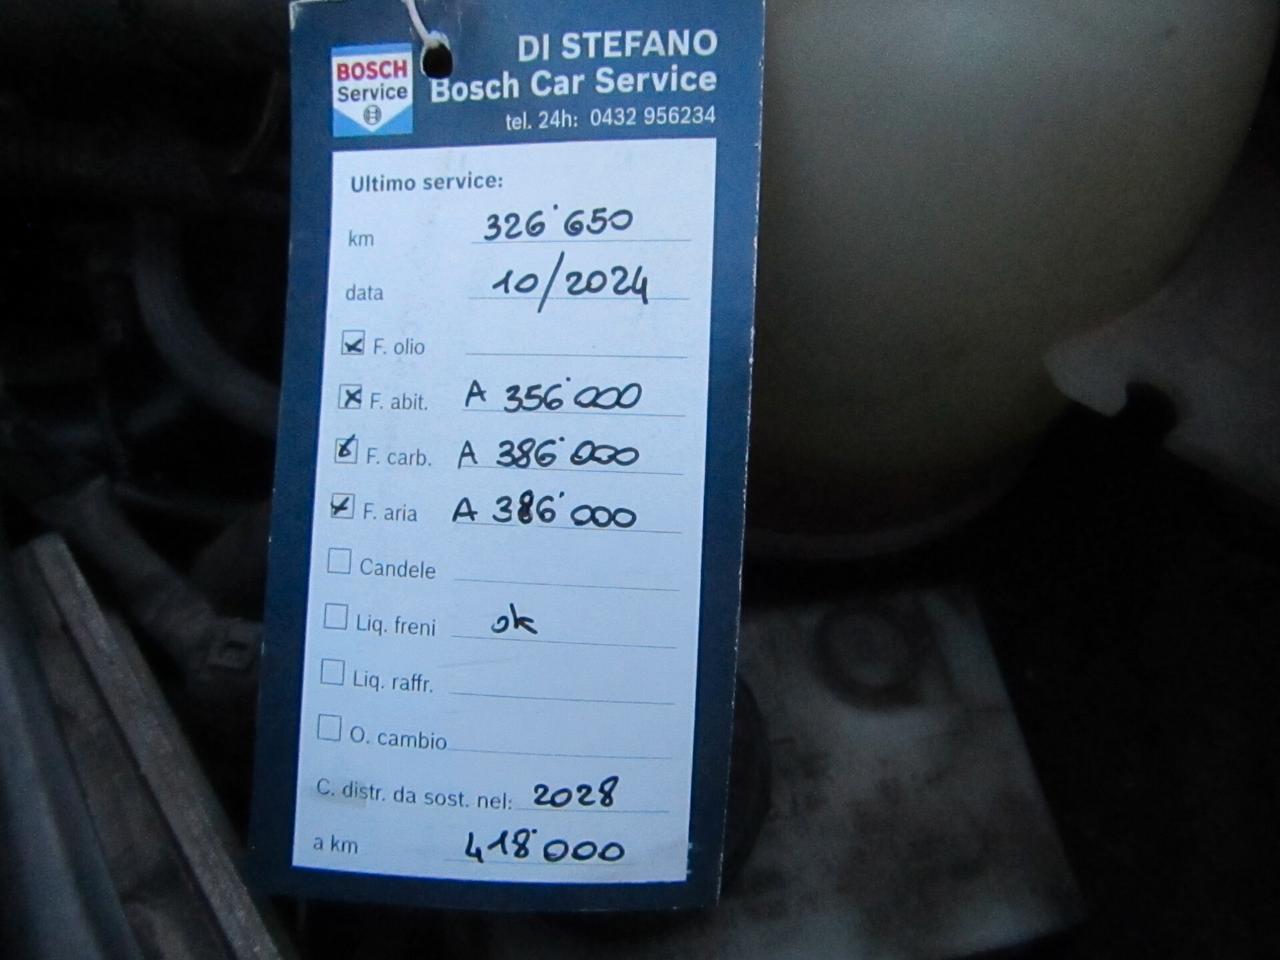 BOSCH
Service
DI STEFANO
Bosch Car Service
tel. 24h: 0432 956234
Ultimo service:
km 326˙650
data 10/2024
F. olio
F. abit. A 356˙000
F. carb. A 386˙000
F. aria A 386˙000
Candele
Liq. freni ok
Liq. raffr.
O. cambio
C. distr. da sost. nel: 2028
a km 418˙000